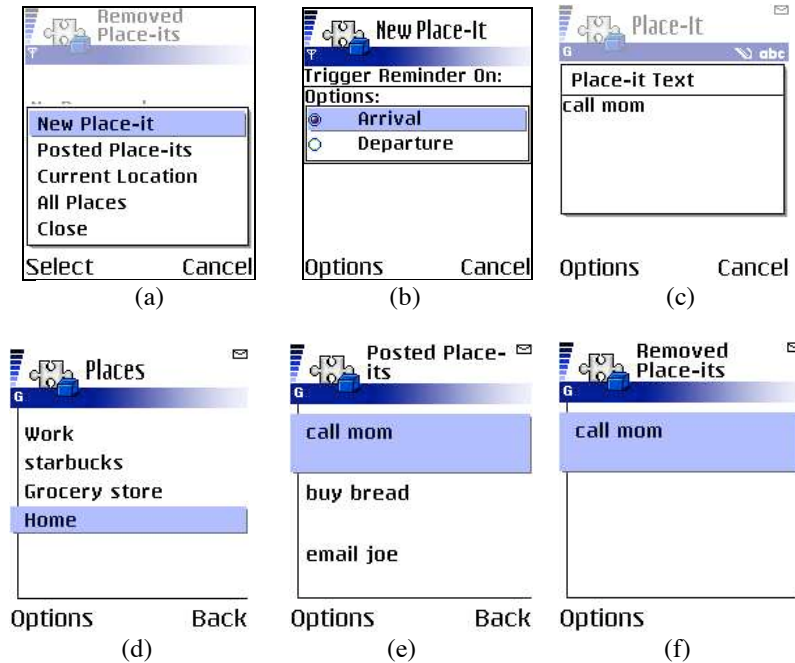 Removed
Place-its
New Place-it
Posted Place-its
Current Location
All Places
Close
Select Cancel
(a)
New Place-It
Trigger Reminder On:
Options:
Arrival
Departure
Options Cancel
(b)
Place-It
G abc
Place-it Text
call mom
Options Cancel
(c)
Places
G
Work
starbucks
Grocery store
Home
Options Back
(d)
Posted Place-
its
G
call mom
buy bread
email joe
Options Back
(e)
Removed
Place-its
G
call mom
Options
(f)